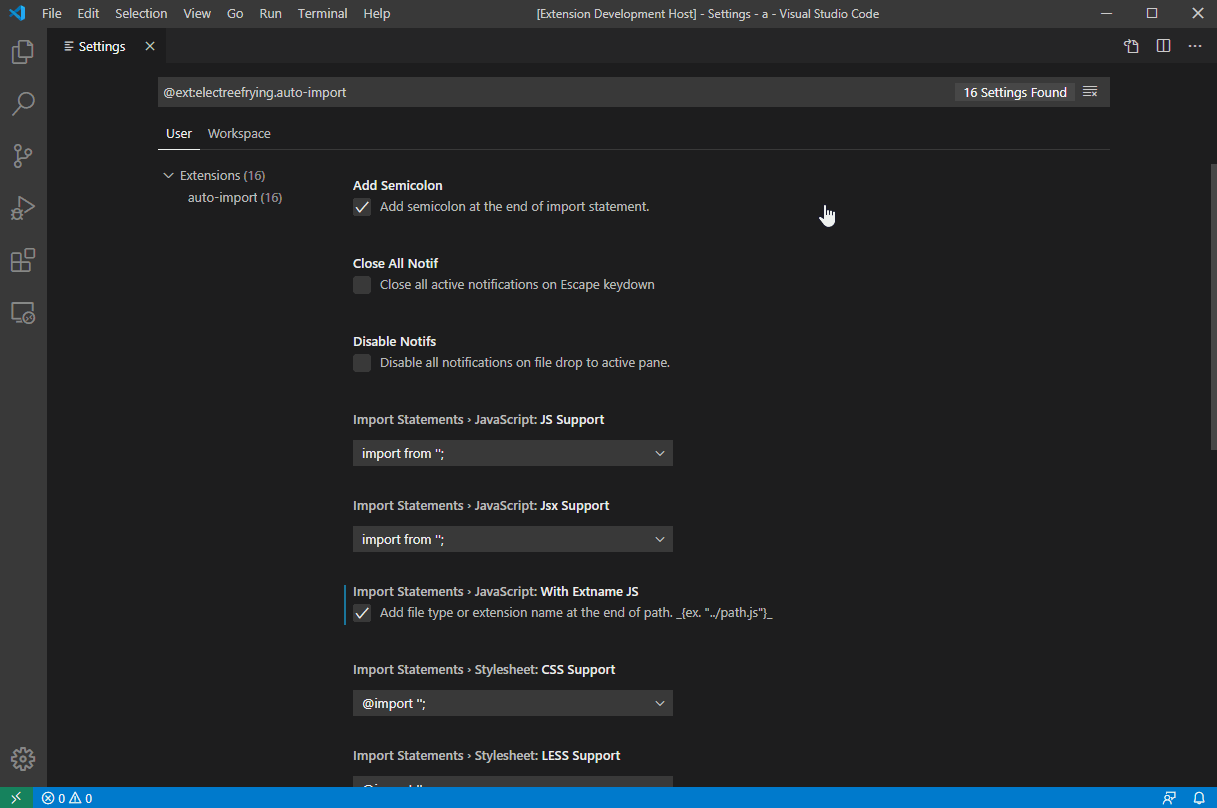 File Edit Selection View Go Run Terminal Help [Extension Development Host] - Settings - a - Visual Studio Code
Settings
@ext:electreefrying.auto-import 16 Settings Found
User Workspace
Extensions (16)
auto-import (16)
Add Semicolon
Add semicolon at the end of import statement.
Close All Notif
Close all active notifications on Escape keydown
Disable Notifs
Disable all notifications on file drop to active pane.
Import Statements › JavaScript: JS Support
import from '';
Import Statements › JavaScript: Jsx Support
import from '';
Import Statements › JavaScript: With Extname JS
Add file type or extension name at the end of path. _{ex. "../path.js"}_
Import Statements › Stylesheet: CSS Support
@import '';
Import Statements › Stylesheet: LESS Support
0 0